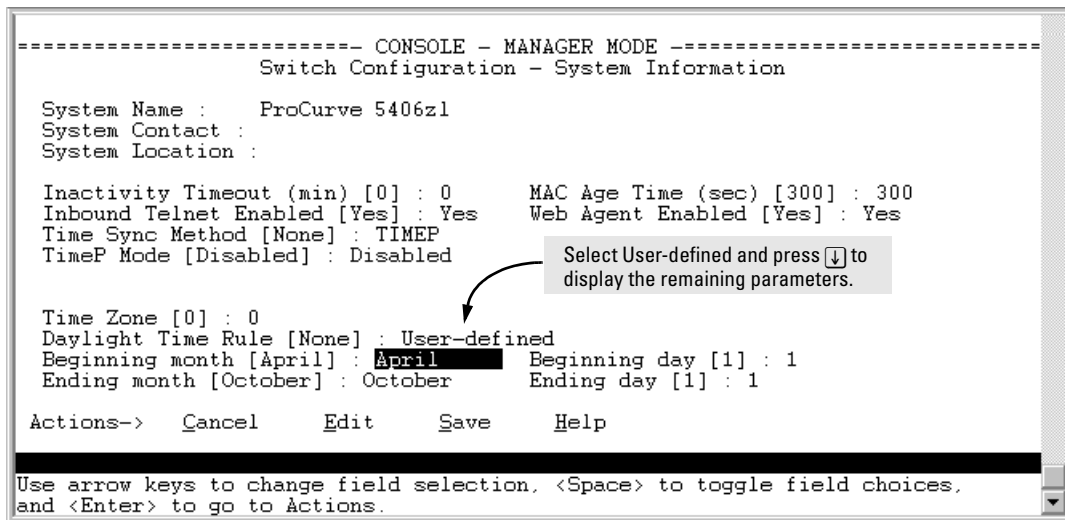 ==========================- CONSOLE - MANAGER MODE -============================
Switch Configuration - System Information
System Name : ProCurve 5406zl
System Contact :
System Location :
Inactivity Timeout (min) [0] : 0 MAC Age Time (sec) [300] : 300
Inbound Telnet Enabled [Yes] : Yes Web Agent Enabled [Yes] : Yes
Time Sync Method [None] : TIMEP
TimeP Mode [Disabled] : Disabled
Select User-defined and press ↓ to
display the remaining parameters.
Time Zone [0] : 0
Daylight Time Rule [None] : User-defined
Beginning month [April] : April Beginning day [1] : 1
Ending month [October] : October Ending day [1] : 1
Actions-> Cancel Edit Save Help
Use arrow keys to change field selection, <Space> to toggle field choices,
and <Enter> to go to Actions.